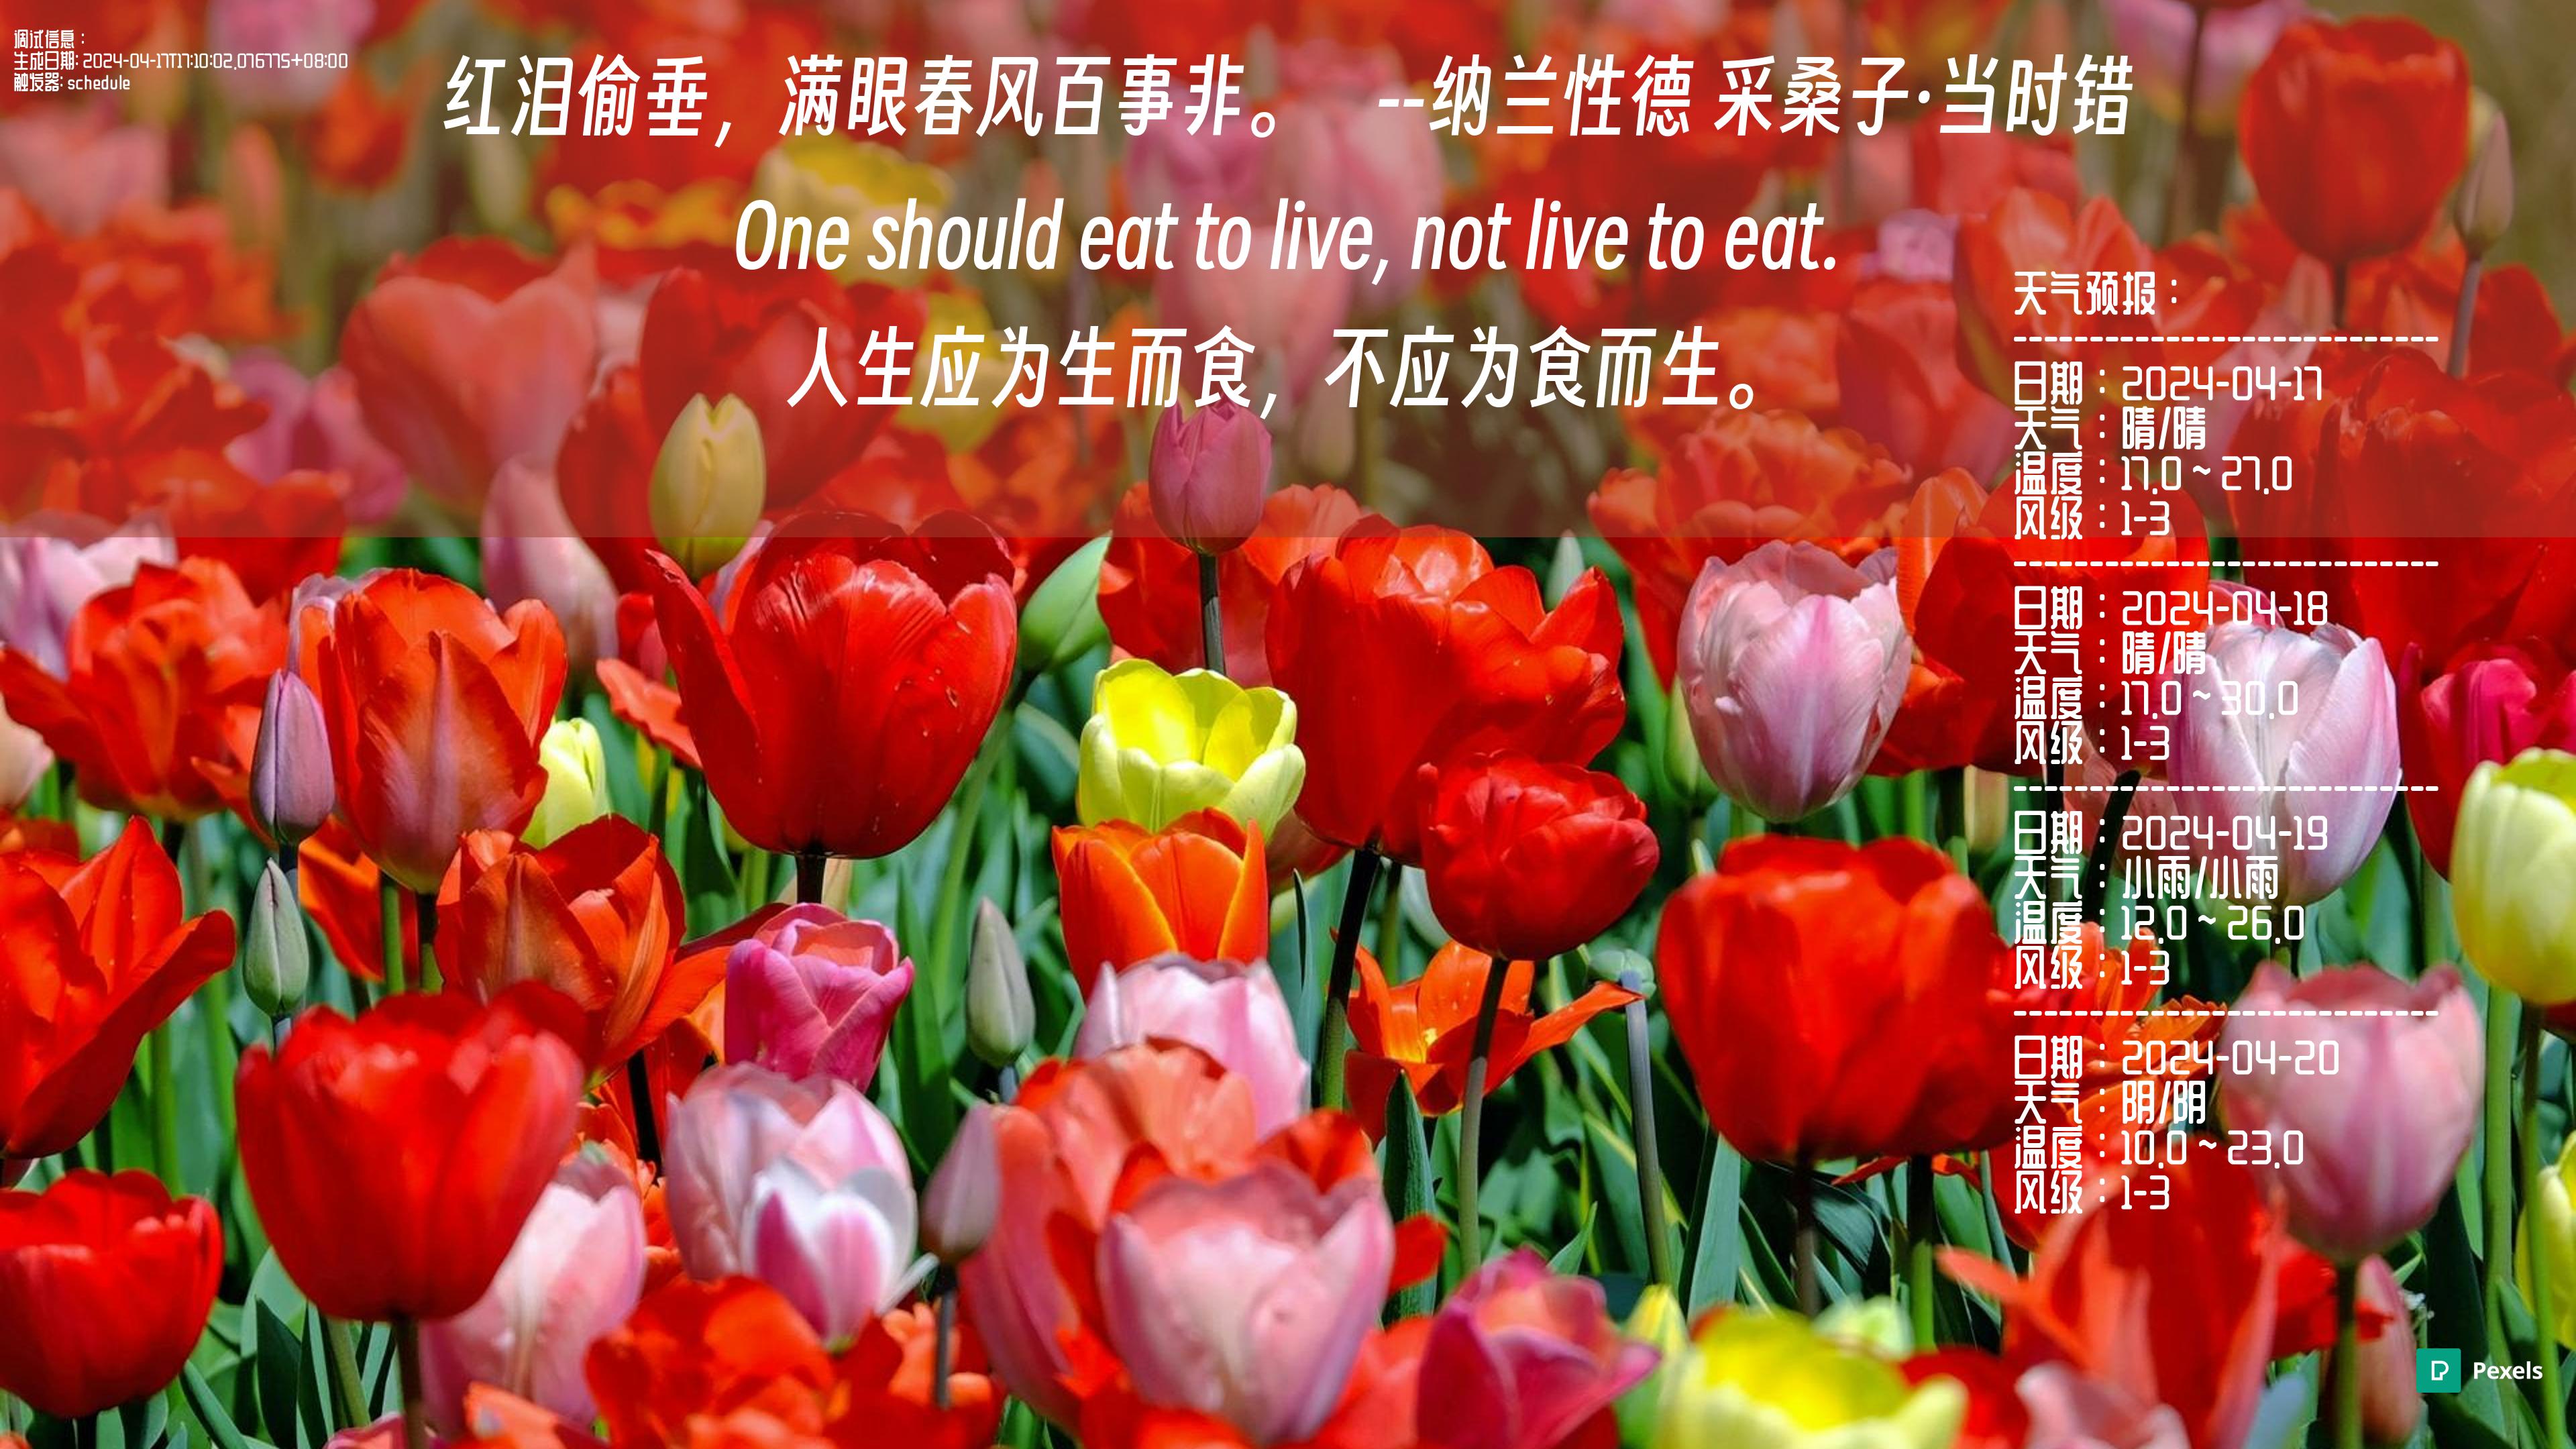 调试信息：
生成日期: 2024-04-17T17:10:02.076775+08:00
触发器: schedule
红泪偷垂，满眼春风百事非。 --纳兰性德 采桑子·当时错
One should eat to live, not live to eat.
人生应为生而食，不应为食而生。
天气预报：
--------------------------
日期：2024-04-17
天气：晴/晴
温度：17.0 ~ 27.0
风级：1-3
--------------------------
日期：2024-04-18
天气：晴/晴
温度：17.0 ~ 30.0
风级：1-3
--------------------------
日期：2024-04-19
天气：小雨/小雨
温度：12.0 ~ 26.0
风级：1-3
--------------------------
日期：2024-04-20
天气：阴/阴
温度：10.0 ~ 23.0
风级：1-3
Pexels